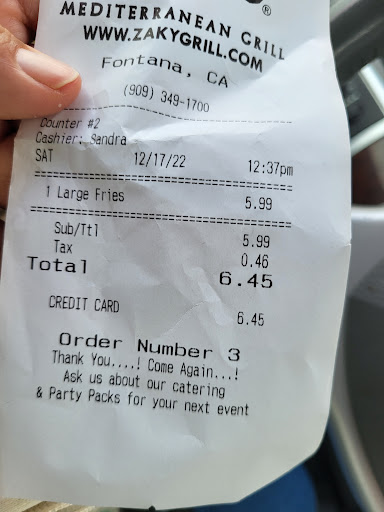 MEDITERRANEAN GRILL ®
WWW.ZAKYGRILL.COM
Fontana, CA
(909) 349-1700
Counter #2
Cashier: Sandra
SAT 12/17/22 12:37pm
1 Large Fries 5.99
Sub/Ttl 5.99
Tax 0.46
Total 6.45
CREDIT CARD 6.45
Order Number 3
Thank You....! Come Again...!
Ask us about our catering
& Party Packs for your next event